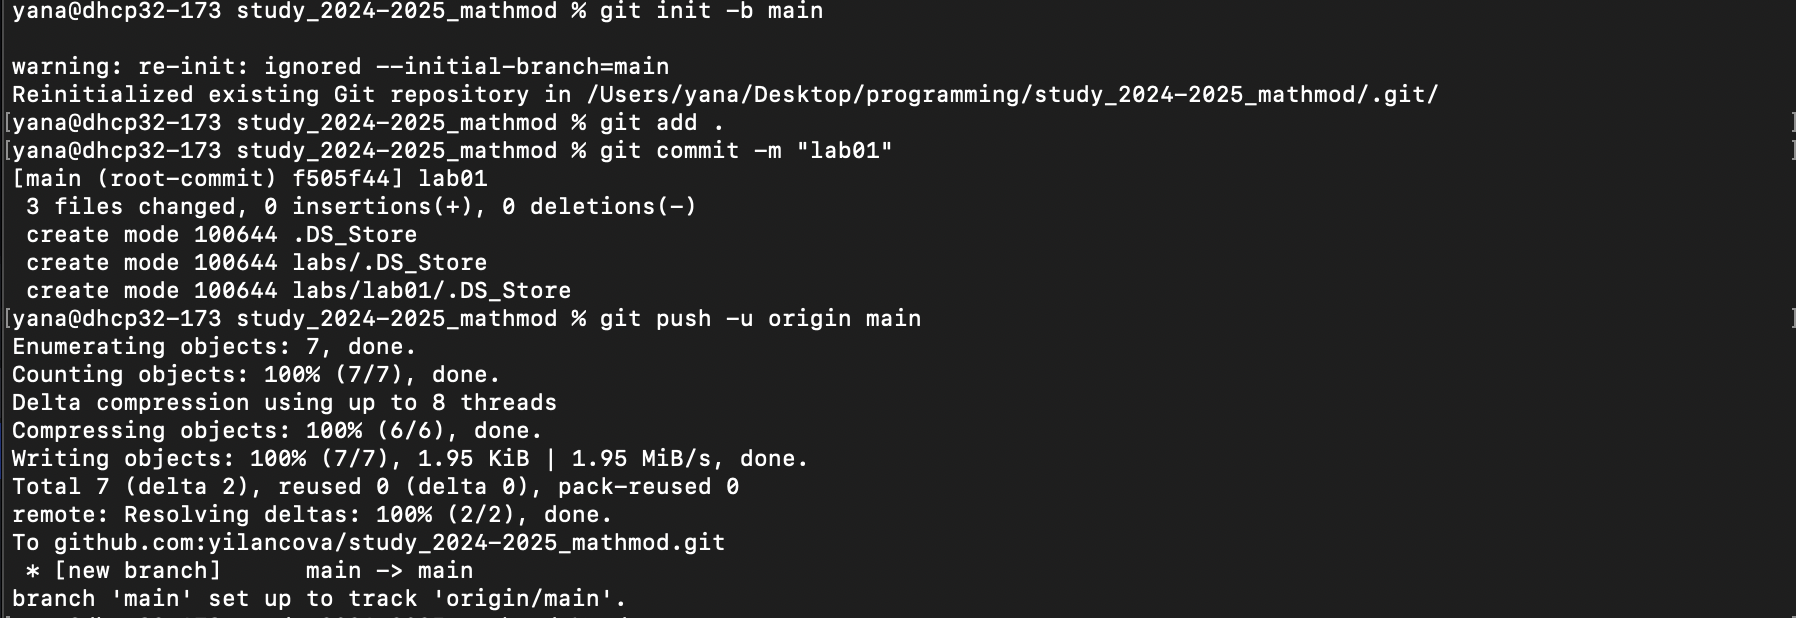 yana@dhcp32-173 study_2024-2025_mathmod % git init -b main
warning: re-init: ignored --initial-branch=main
Reinitialized existing Git repository in /Users/yana/Desktop/programming/study_2024-2025_mathmod/.git/
[yana@dhcp32-173 study_2024-2025_mathmod % git add . ]
[yana@dhcp32-173 study_2024-2025_mathmod % git commit -m "lab01" ]
[main (root-commit) f505f44] lab01
 3 files changed, 0 insertions(+), 0 deletions(-)
 create mode 100644 .DS_Store
 create mode 100644 labs/.DS_Store
 create mode 100644 labs/lab01/.DS_Store
[yana@dhcp32-173 study_2024-2025_mathmod % git push -u origin main ]
Enumerating objects: 7, done.
Counting objects: 100% (7/7), done.
Delta compression using up to 8 threads
Compressing objects: 100% (6/6), done.
Writing objects: 100% (7/7), 1.95 KiB | 1.95 MiB/s, done.
Total 7 (delta 2), reused 0 (delta 0), pack-reused 0
remote: Resolving deltas: 100% (2/2), done.
To github.com:yilancova/study_2024-2025_mathmod.git
 * [new branch]      main -> main
branch 'main' set up to track 'origin/main'.